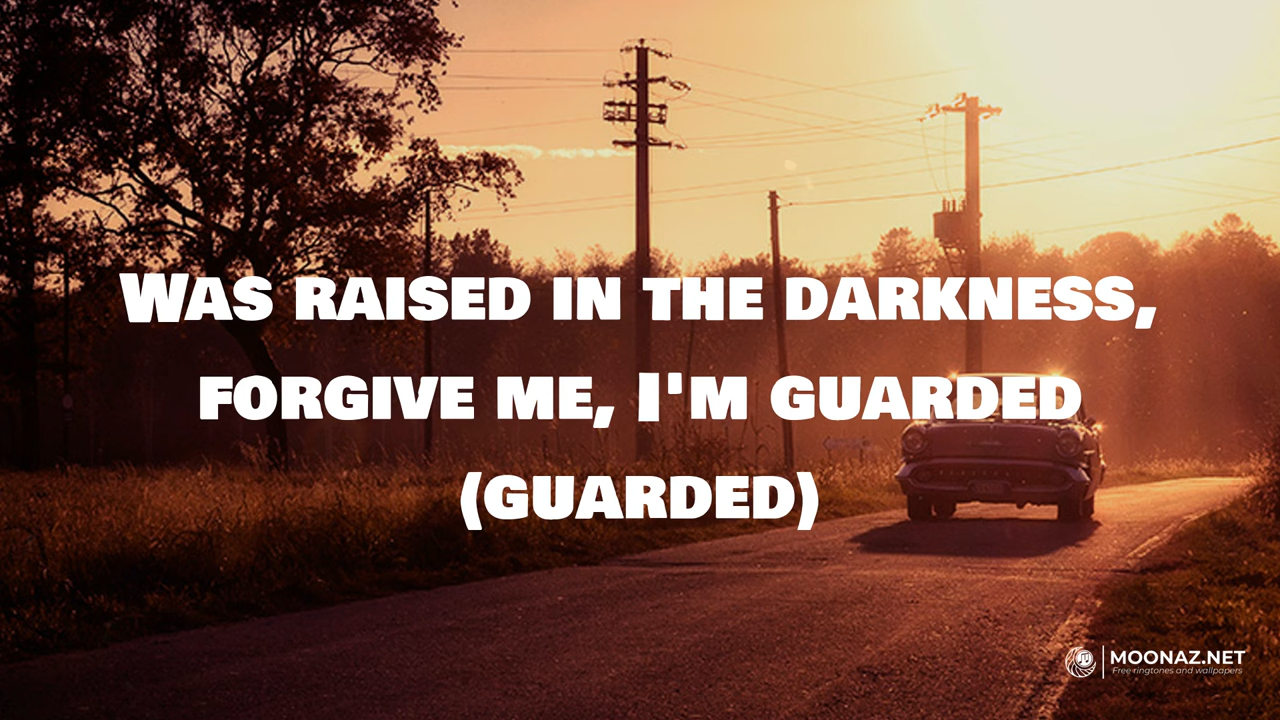 Was raised in the darkness,
forgive me, I'm guarded
(guarded)
MOONAZ.NET
Free ringtones and wallpapers